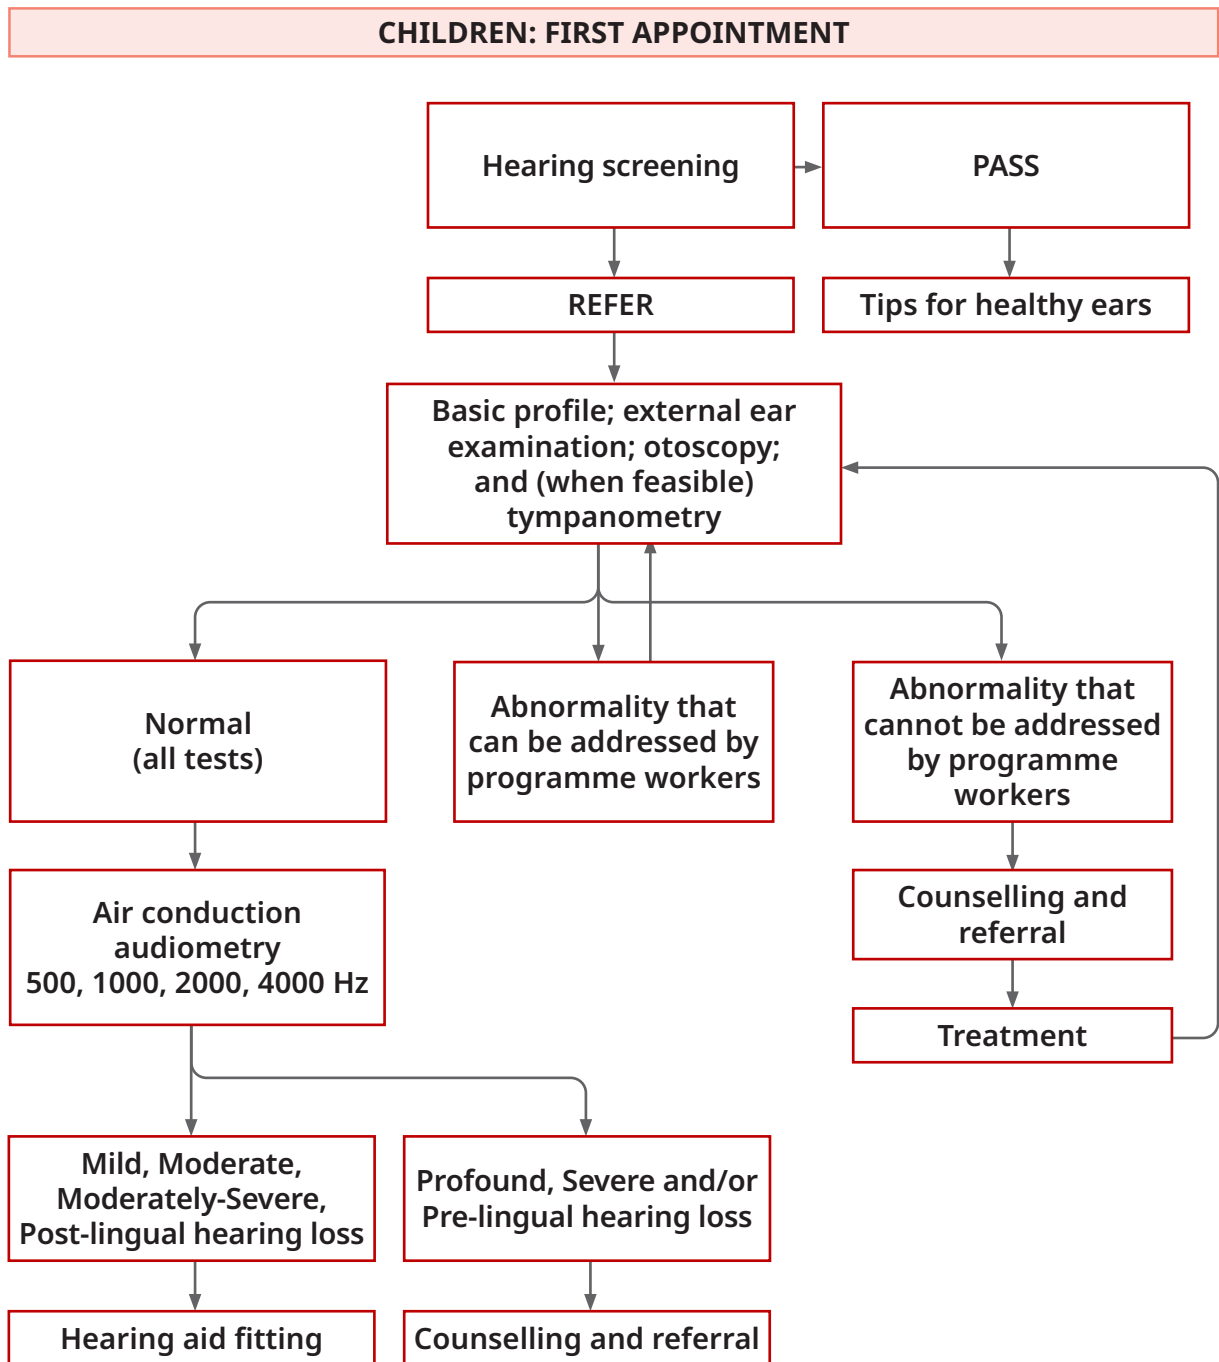 CHILDREN: FIRST APPOINTMENT
Hearing screening
PASS
REFER
Tips for healthy ears
Basic profile; external ear
examination; otoscopy;
and (when feasible)
tympanometry
Normal
(all tests)
Abnormality that
can be addressed by
programme workers
Abnormality that
cannot be addressed
by programme
workers
Air conduction
audiometry
500, 1000, 2000, 4000 Hz
Counselling and
referral
Treatment
Mild, Moderate,
Moderately-Severe,
Post-lingual hearing loss
Profound, Severe and/or
Pre-lingual hearing loss
Hearing aid fitting
Counselling and referral